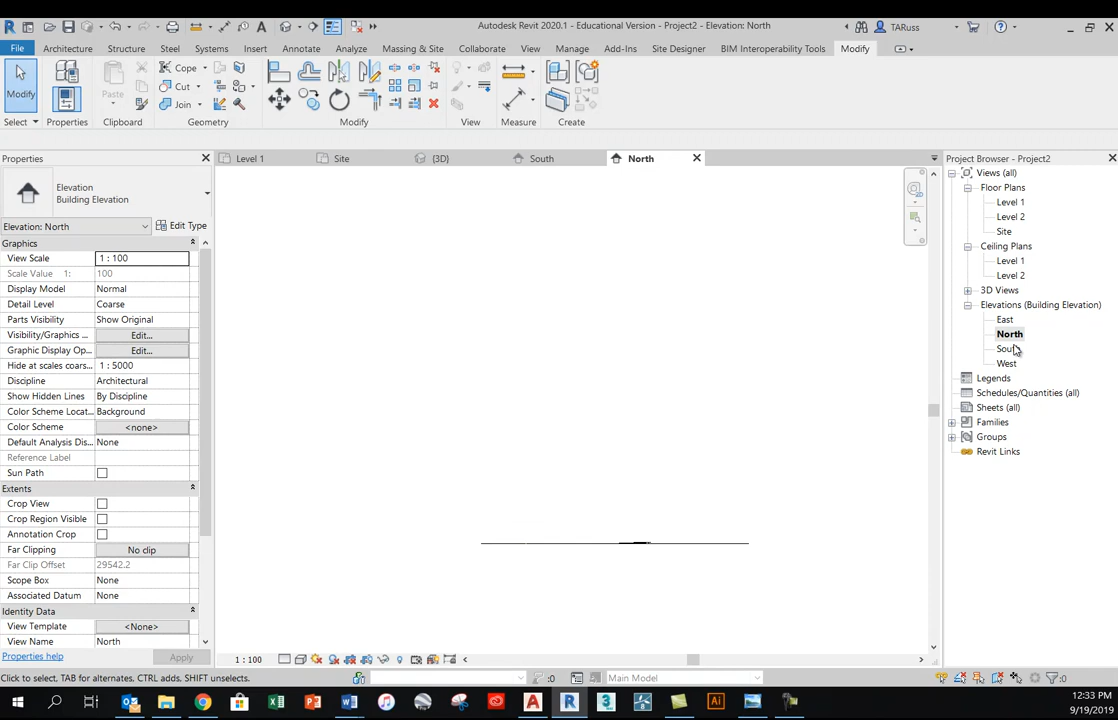 Autodesk Revit 2020.1 - Educational Version - Project2 - Elevation: North
TARuss
File Architecture Structure Steel Systems Insert Annotate Analyze Massing & Site Collaborate View Manage Add-Ins Site Designer BIM Interoperability Tools Modify
Modify
Paste
Cope
Cut
Join
Select Properties Clipboard Geometry Modify View Measure Create
Properties
Level 1 Site (3D) South North
Project Browser - Project2
Elevation
Building Elevation
Elevation: North Edit Type
Graphics
View Scale 1 : 100
Scale Value 1: 100
Display Model Normal
Detail Level Coarse
Parts Visibility Show Original
Visibility/Graphics ... Edit...
Graphic Display Op... Edit...
Hide at scales coars... 1 : 5000
Discipline Architectural
Show Hidden Lines By Discipline
Color Scheme Locat... Background
Color Scheme <none>
Default Analysis Dis... None
Reference Label
Sun Path
Extents
Crop View
Crop Region Visible
Annotation Crop
Far Clipping No clip
Far Clip Offset 29542.2
Scope Box None
Associated Datum None
Identity Data
View Template <None>
View Name North
Properties help Apply
Views (all)
Floor Plans
Level 1
Level 2
Site
Ceiling Plans
Level 1
Level 2
3D Views
Elevations (Building Elevation)
East
North
South
West
Legends
Schedules/Quantities (all)
Sheets (all)
Families
Groups
Revit Links
1 : 100
Click to select, TAB for alternates, CTRL adds, SHIFT unselects. :0 Main Model :0
12:33 PM
9/19/2019